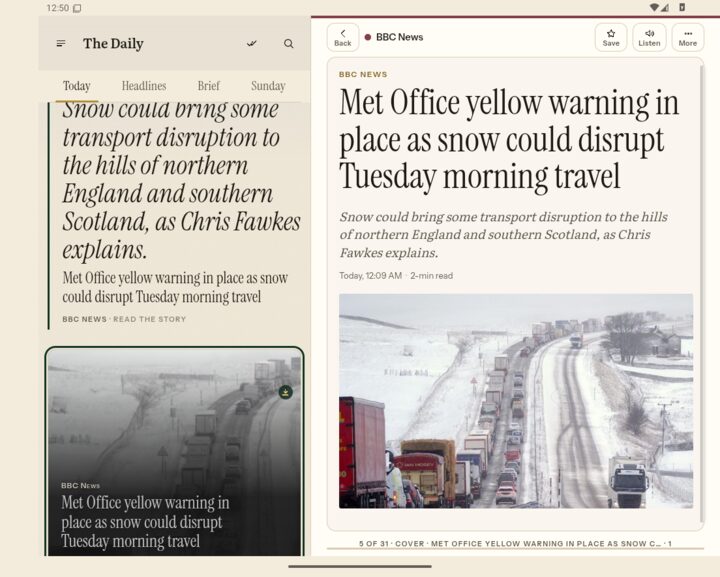 12:50
The Daily
Today
Headlines
Brief
Sunday
Snow could bring some
transport disruption to
the hills of northern
England and southern
Scotland, as Chris Fawkes
explains.
Met Office yellow warning in place as snow
could disrupt Tuesday morning travel
BBC NEWS · READ THE STORY
BBC News
Met Office yellow warning in
place as snow could disrupt
Tuesday morning travel
Back
BBC News
Save
Listen
More
BBC NEWS
Met Office yellow warning in
place as snow could disrupt
Tuesday morning travel
Snow could bring some transport disruption to the hills
of northern England and southern Scotland, as Chris
Fawkes explains.
Today, 12:09 AM · 2-min read
5 OF 31 · COVER · MET OFFICE YELLOW WARNING IN PLACE AS SNOW C… · 1